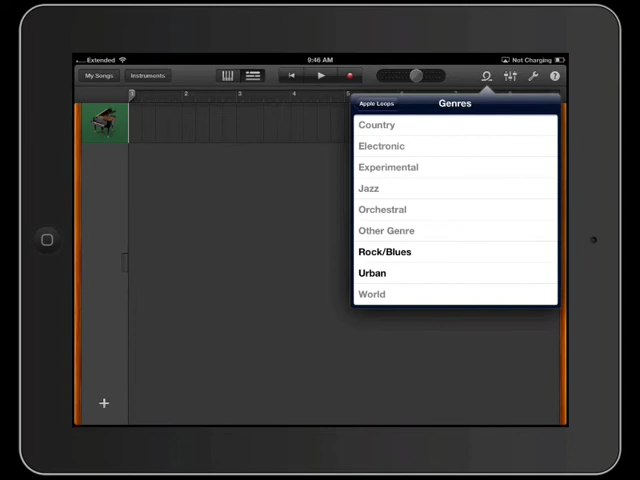 Extended 9:46 AM Not Charging
My Songs Instruments
1 2 3 4 5
Apple Loops Genres
Country
Electronic
Experimental
Jazz
Orchestral
Other Genre
Rock/Blues
Urban
World
+